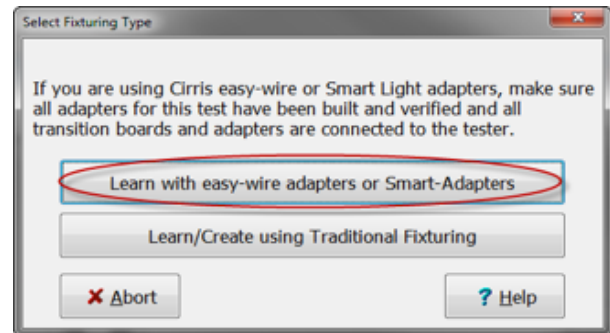 Select Fixturing Type
If you are using Cirris easy-wire or Smart Light adapters, make sure
all adapters for this test have been built and verified and all
transition boards and adapters are connected to the tester.
Learn with easy-wire adapters or Smart-Adapters
Learn/Create using Traditional Fixturing
Abort
? Help